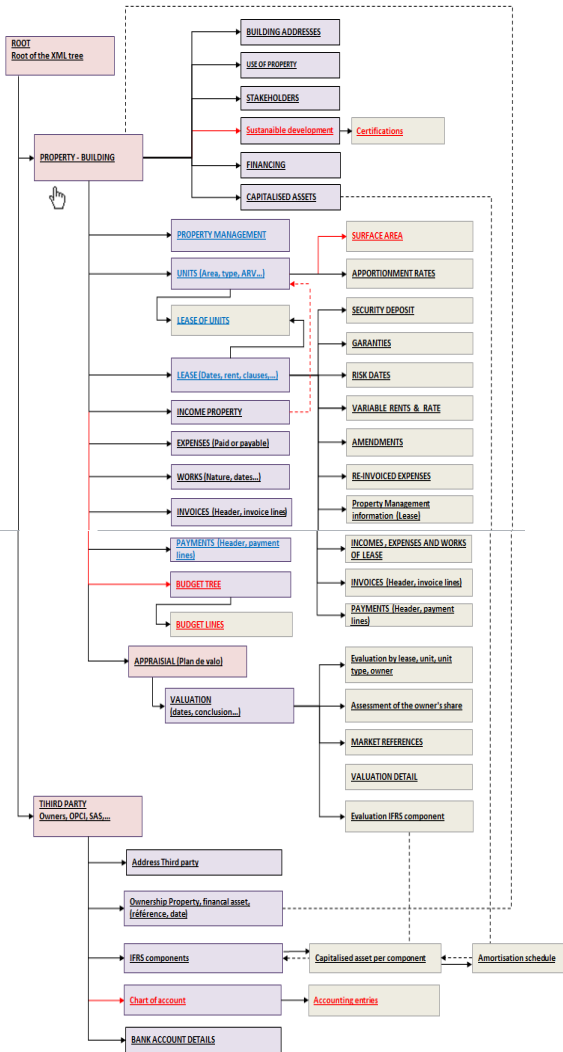 ROOT
Root of the XML tree
BUILDING ADDRESSES
USE OF PROPERTY
STAKEHOLDERS
Sustanaible development
Certifications
PROPERTY - BUILDING
FINANCING
CAPITALISED ASSETS
PROPERTY MANAGEMENT
SURFACE AREA
UNITS (Area, type, ARV...)
APPORTIONMENT RATES
LEASE OF UNITS
SECURITY DEPOSIT
GARANTIES
LEASE (Dates, rent, clauses,...)
RISK DATES
INCOME PROPERTY
VARIABLE RENTS & RATE
EXPENSES (Paid or payable)
AMENDMENTS
WORKS (Nature, dates...)
RE-INVOICED EXPENSES
INVOICES (Header, invoice lines)
Property Management
information (Lease)
PAYMENTS (Header, payment
lines)
INCOMES , EXPENSES AND WORKS
OF LEASE
BUDGET TREE
INVOICES (Header, invoice lines)
BUDGET LINES
PAYMENTS (Header, payment
lines)
APPRAISIAL (Plan de valo)
Evaluation by lease, unit, unit
type, owner
VALUATION
(dates, conclusion...)
Assessment of the owner's share
MARKET REFERENCES
VALUATION DETAIL
Evaluation IFRS component
TIHIRD PARTY
Owners, OPCI, SAS,...
Address Third party
Ownership Property, financal asset,
(référence, date)
IFRS components
Capitalised asset per component
Amortisation schedule
Chart of account
Accounting entries
BANK ACCOUNT DETAILS